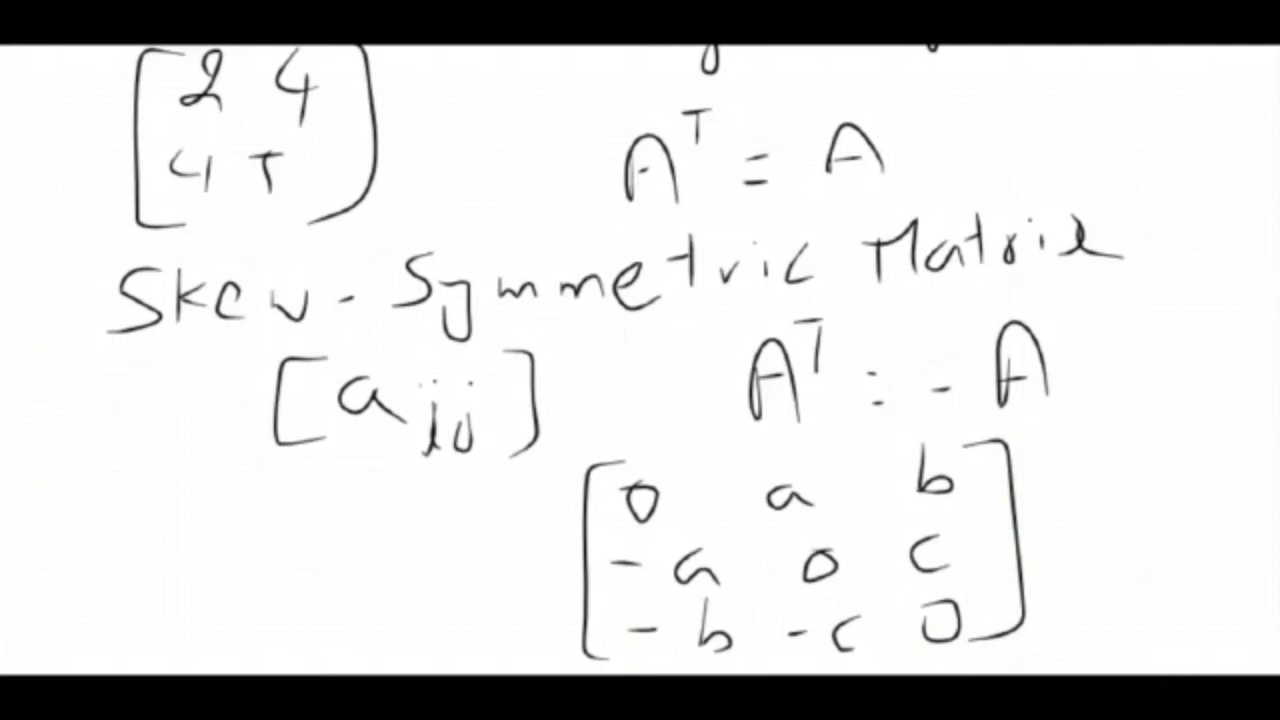 [2 4
4 5]
A^T = A
Skew - Symmetric Matrix
[a_ij] A^T = - A
[0 a b
-a 0 c
-b -c 0]